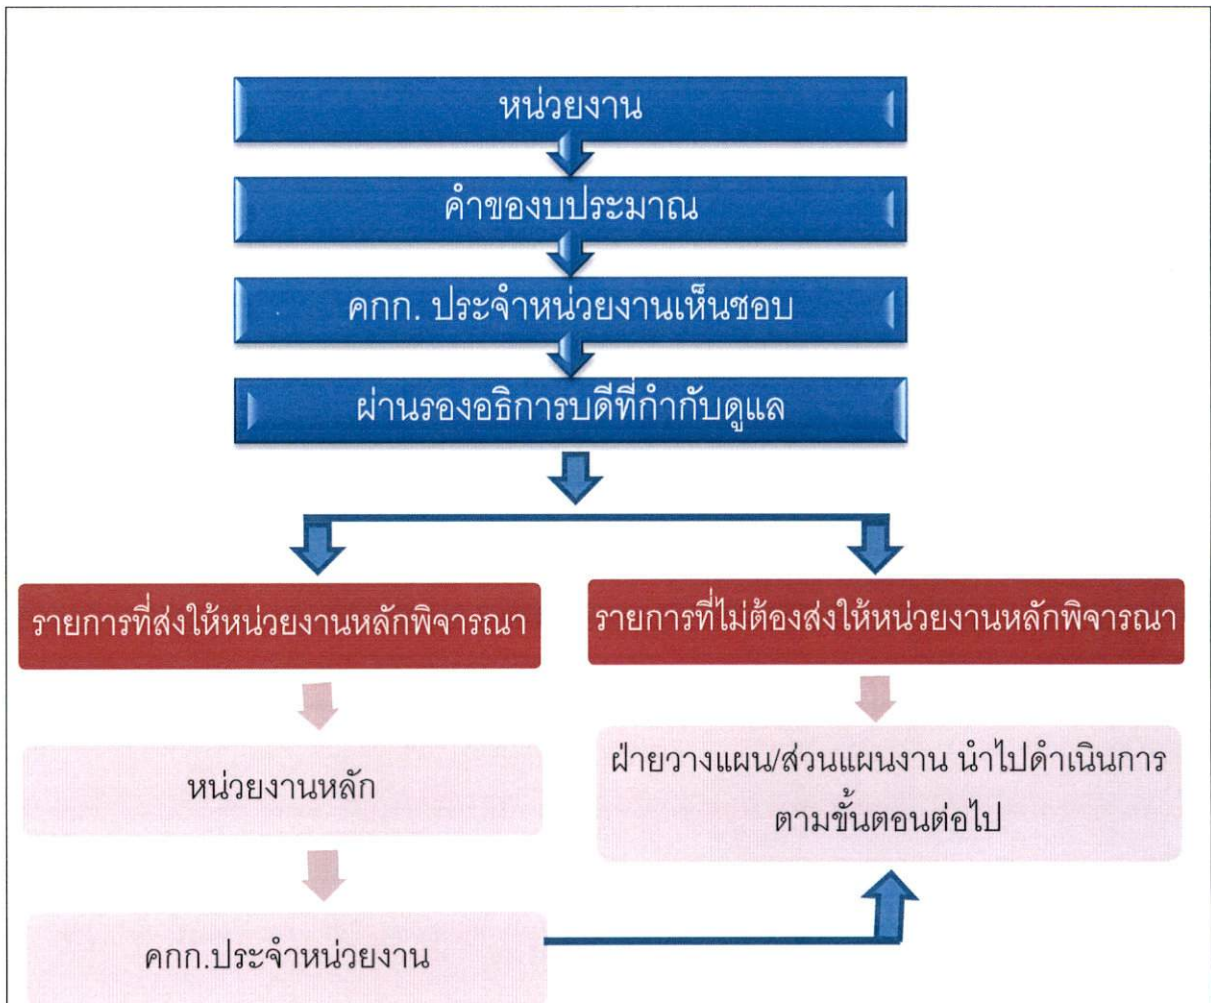 หน่วยงาน
คำของบประมาณ
คกก. ประจำหน่วยงานเห็นชอบ
ผ่านรองอธิการบดีที่กำกับดูแล
รายการที่ส่งให้หน่วยงานหลักพิจารณา
รายการที่ไม่ต้องส่งให้หน่วยงานหลักพิจารณา
หน่วยงานหลัก
ฝ่ายวางแผน/ส่วนแผนงาน นำไปดำเนินการ
ตามขั้นตอนต่อไป
คกก.ประจำหน่วยงาน